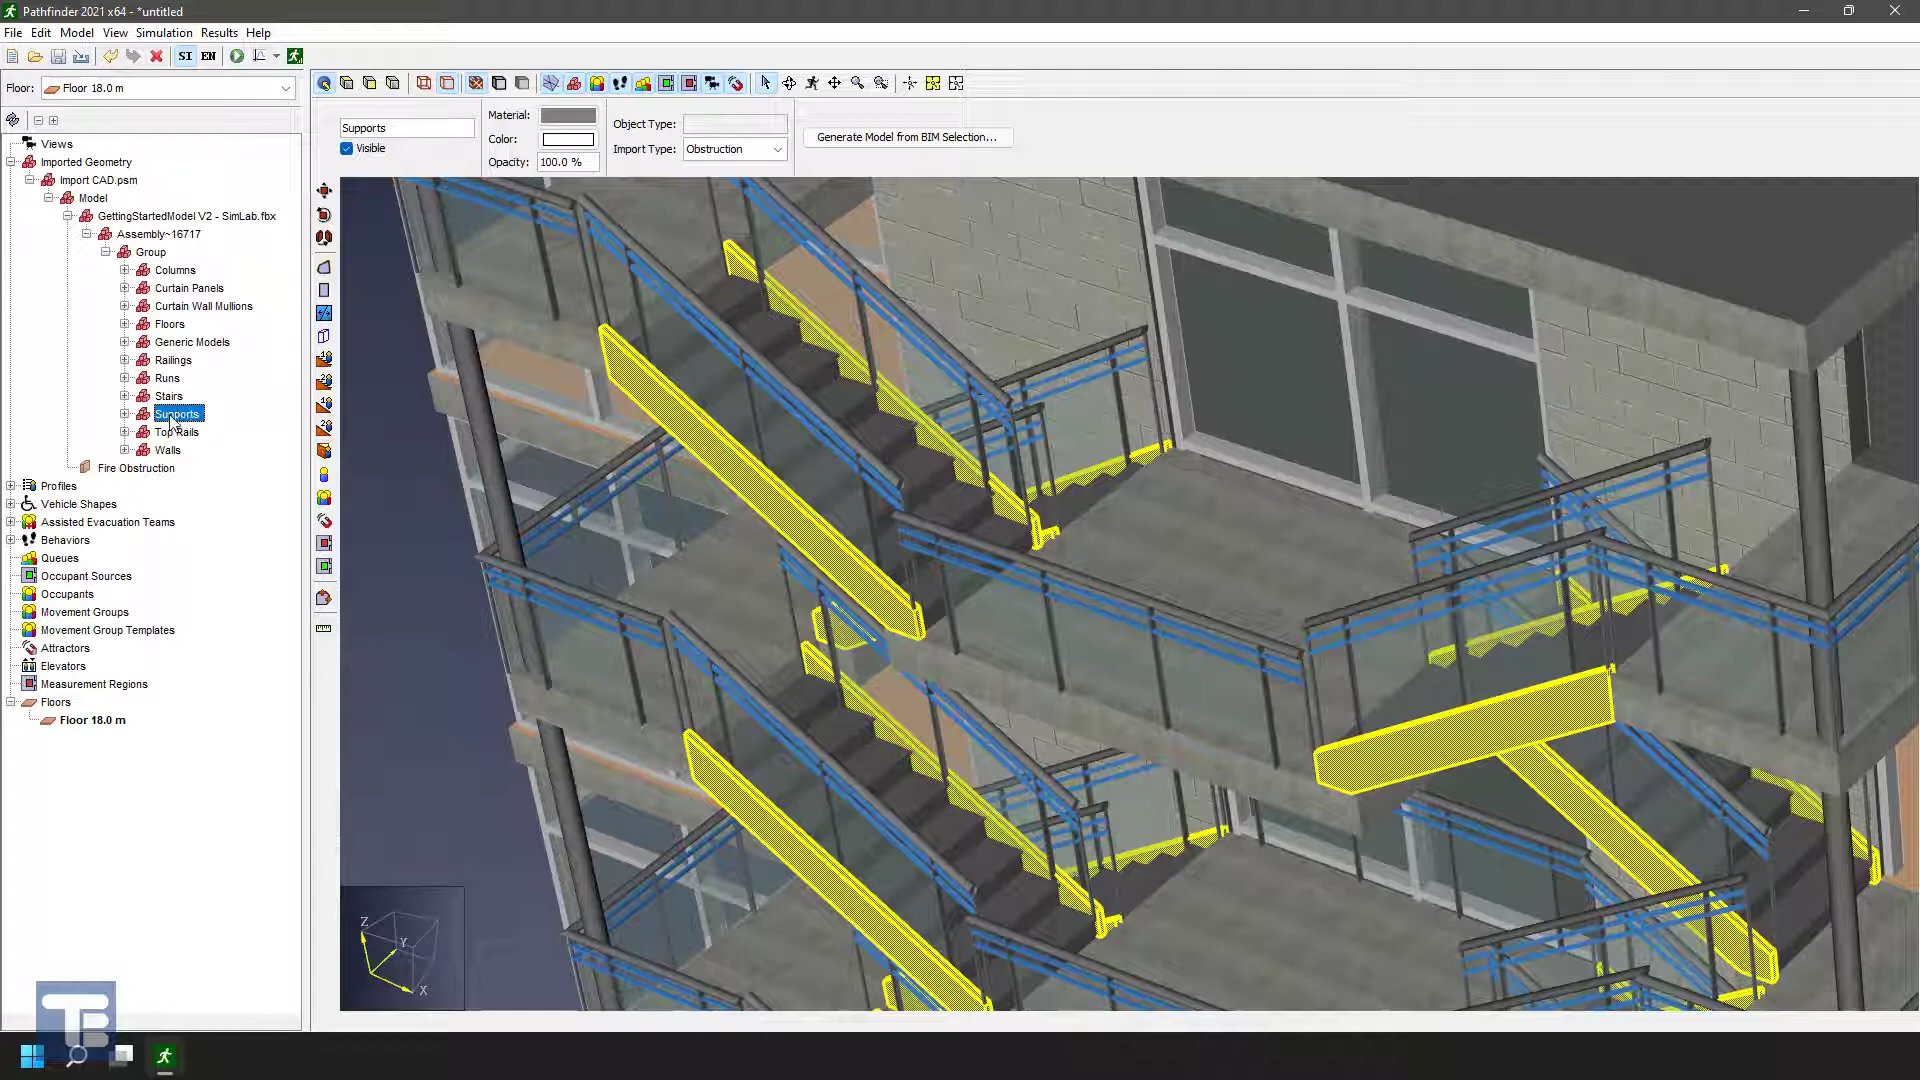 Pathfinder 2021 x64 - *untitled
File Edit Model View Simulation Results Help
SI EN
Floor: Floor 18.0 m
Supports
Visible
Material:
Color:
Opacity: 100.0 %
Object Type:
Import Type: Obstruction
Generate Model from BIM Selection...
Views
Imported Geometry
Import CAD.psm
Model
GettingStartedModel V2 - SimLab.fbx
Assembly~16717
Group
Columns
Curtain Panels
Curtain Wall Mullions
Floors
Generic Models
Railings
Runs
Stairs
Supports
Top Rails
Walls
Fire Obstruction
Profiles
Vehicle Shapes
Assisted Evacuation Teams
Behaviors
Queues
Occupant Sources
Occupants
Movement Groups
Movement Group Templates
Attractors
Elevators
Measurement Regions
Floors
Floor 18.0 m
Z
Y
X
TB